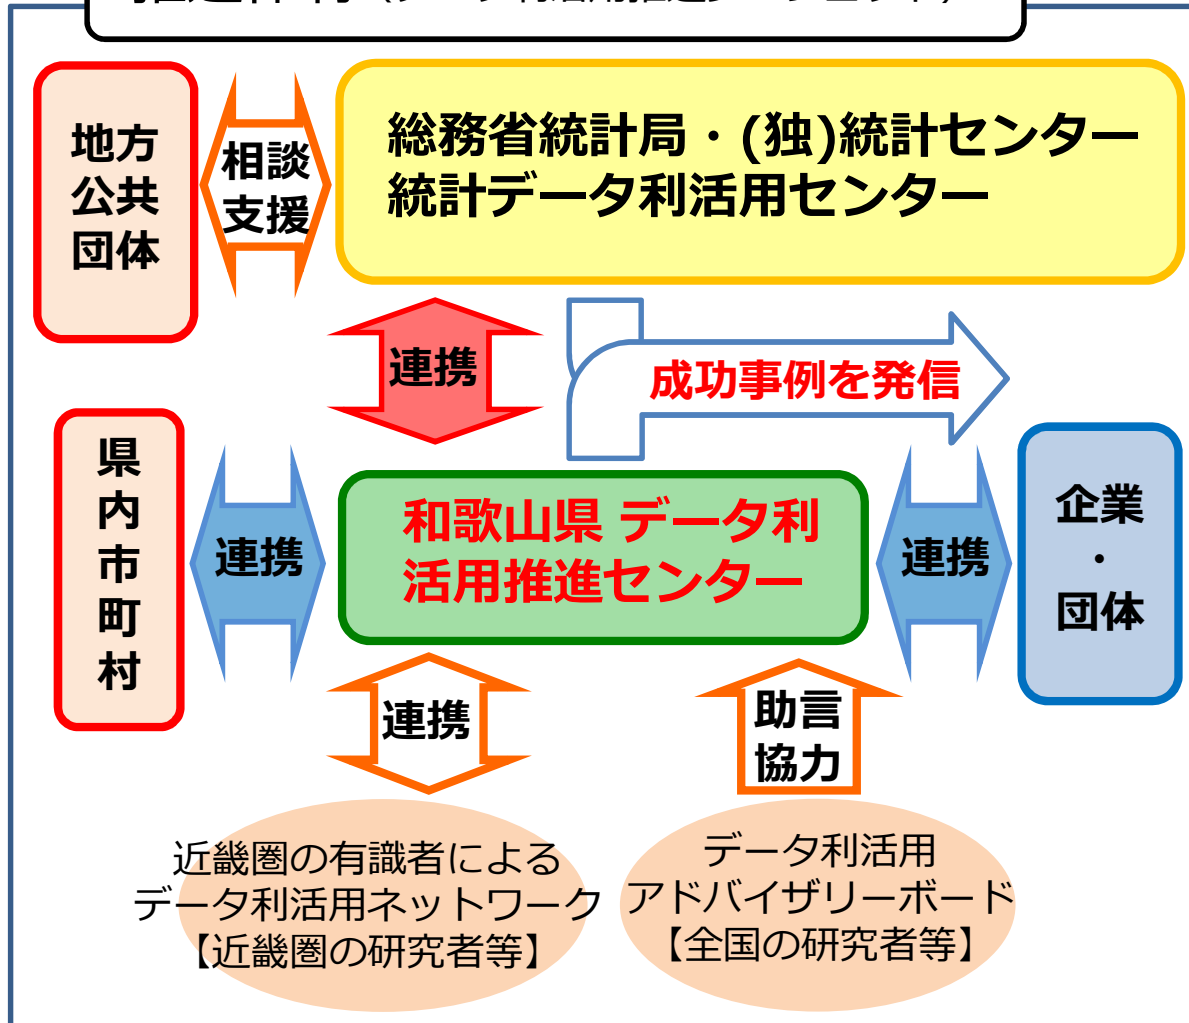 地方
公共
団体
相談
支援
総務省統計局・(独)統計センター
統計データ利活用センター
連携
成功事例を発信
県
内
市
町
村
連携
和歌山県 データ利
活用推進センター
連携
企業
・
団体
連携
助言
協力
近畿圏の有識者による
データ利活用ネットワーク
【近畿圏の研究者等】
データ利活用
アドバイザリーボード
【全国の研究者等】